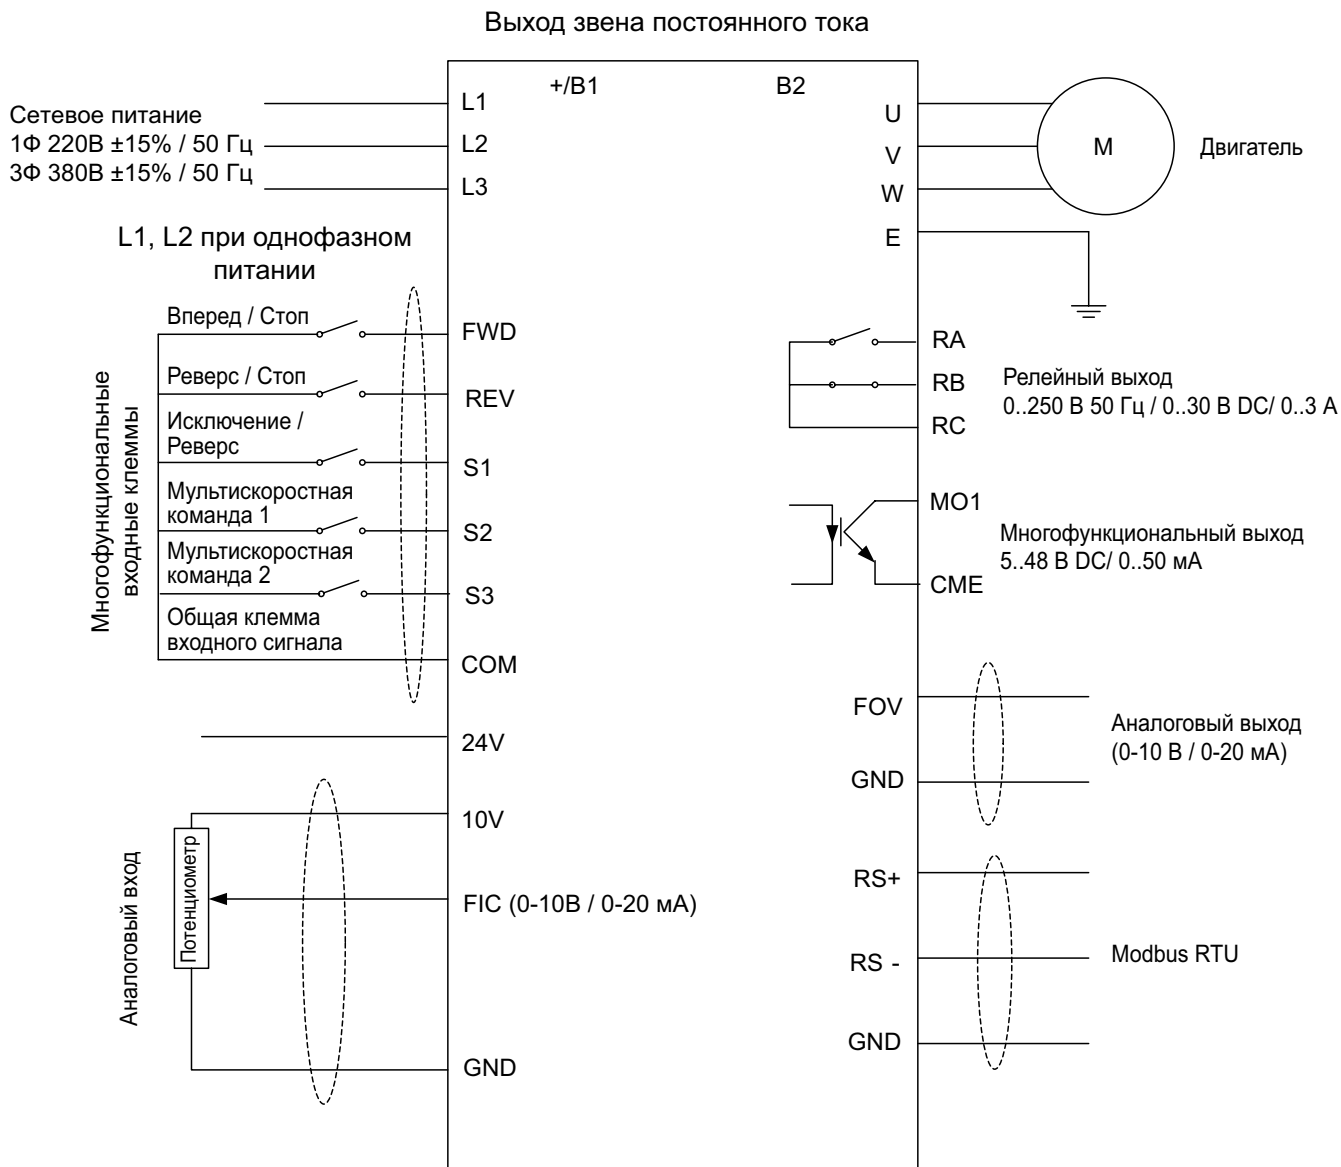 Выход звена постоянного тока
+/B1
B2
Сетевое питание
1Ф 220В ±15% / 50 Гц
3Ф 380В ±15% / 50 Гц
L1
L2
L3
L1, L2 при однофазном
питании
Многофункциональные
входные клеммы
Вперед / Стоп
FWD
Реверс / Стоп
REV
Исключение /
Реверс
S1
Мультискоростная
команда 1
S2
Мультискоростная
команда 2
S3
Общая клемма
входного сигнала
COM
24V
Аналоговый вход
Потенциометр
10V
FIC (0-10В / 0-20 мА)
GND
U
V
W
E
M
Двигатель
RA
RB
RC
Релейный выход
0..250 В 50 Гц / 0..30 В DC/ 0..3 А
MO1
CME
Многофункциональный выход
5..48 В DC/ 0..50 мА
FOV
GND
Аналоговый выход
(0-10 В / 0-20 мА)
RS+
RS -
GND
Modbus RTU